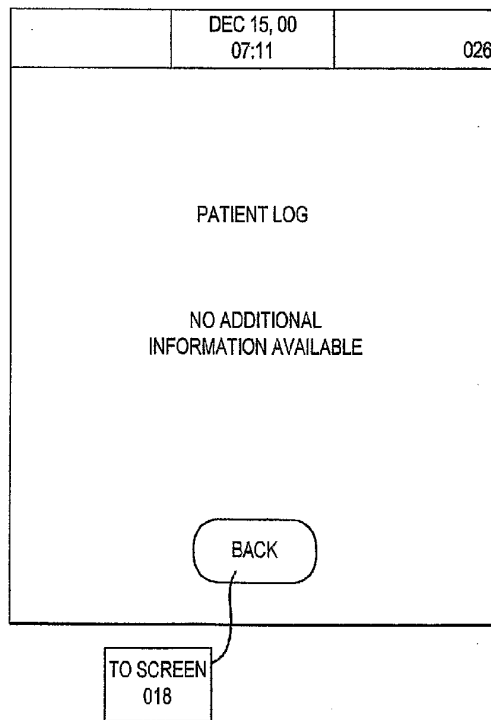 DEC 15, 00
07:11
026
PATIENT LOG
NO ADDITIONAL
INFORMATION AVAILABLE
BACK
TO SCREEN
018